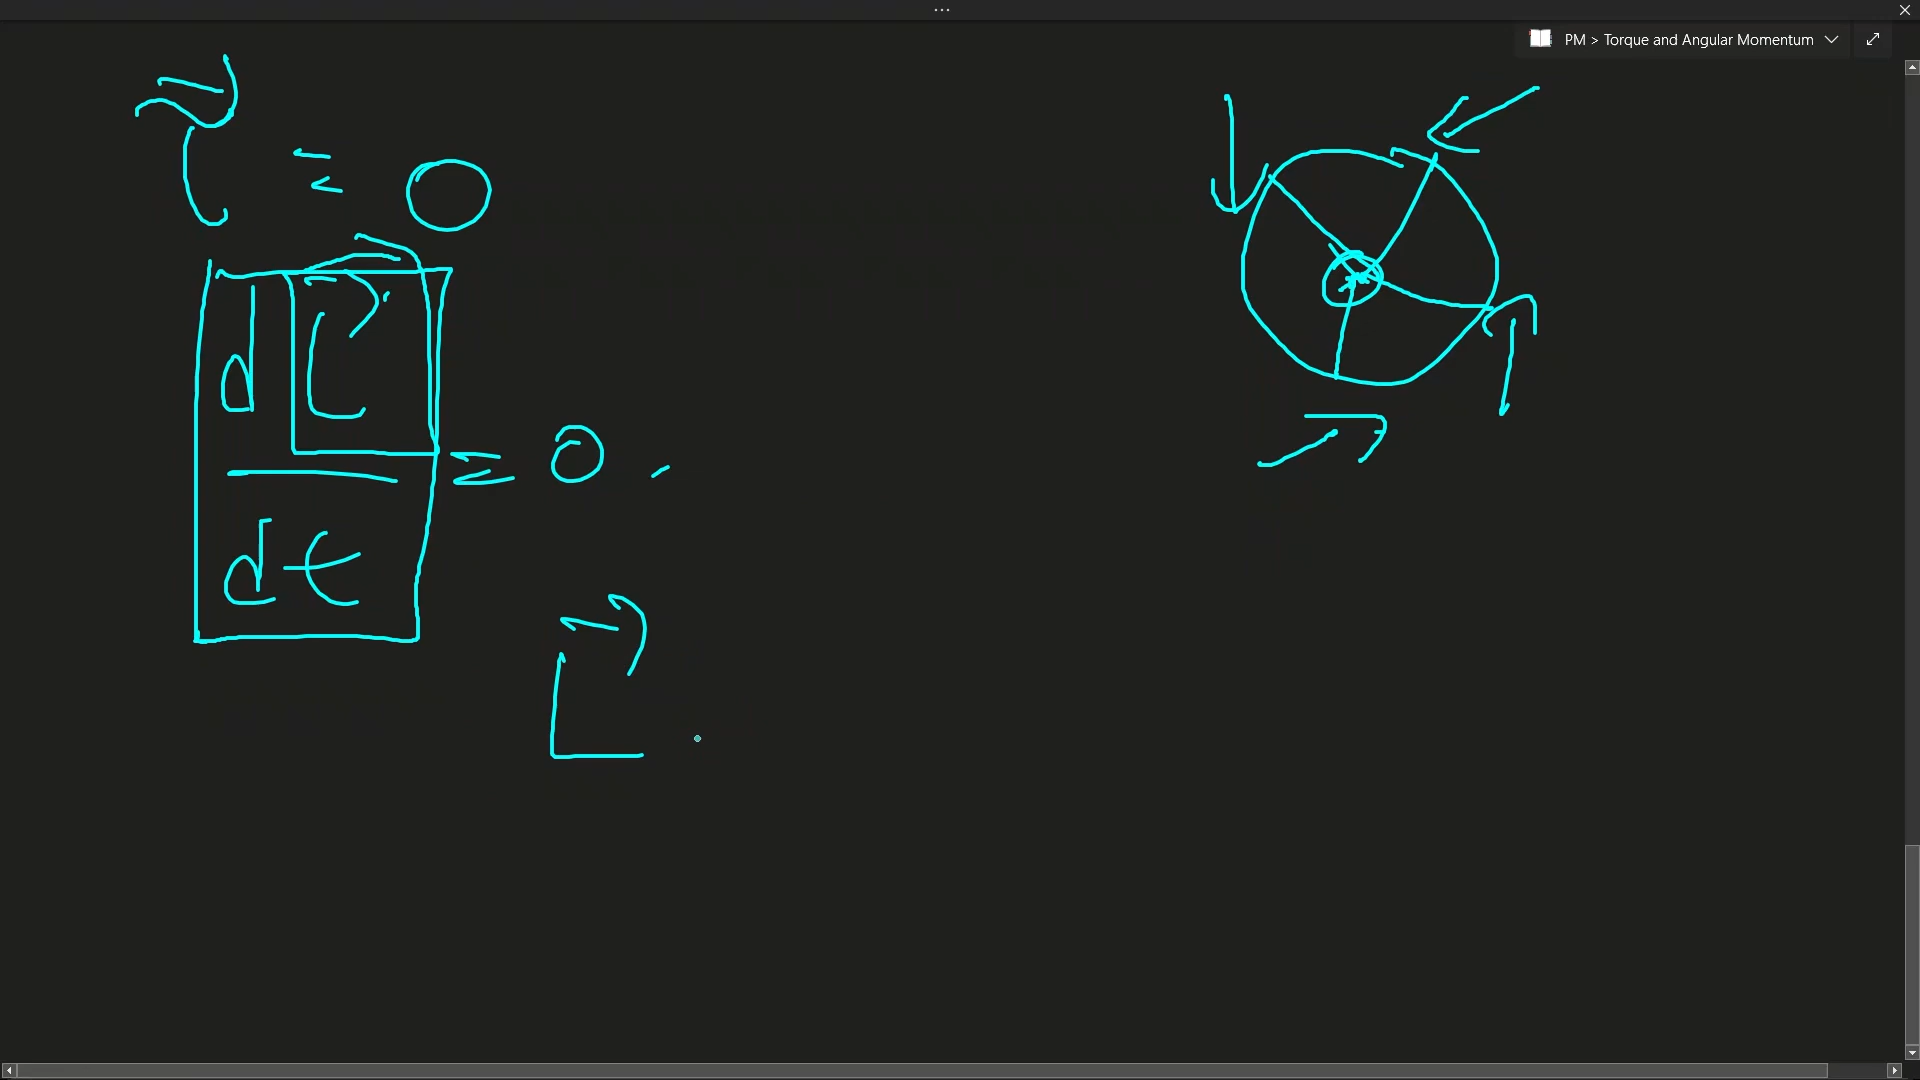 PM > Torque and Angular Momentum
τ⃗ = 0
dL⃗
= 0
dt
L⃗